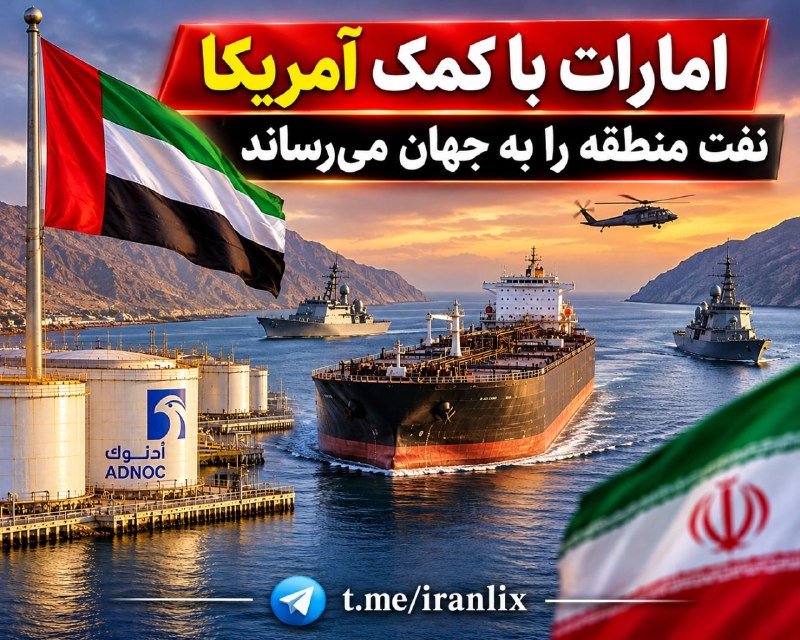 امارات با کمک آمریکا
نفت منطقه را به جهان می‌رساند
أدنوك
ADNOC
t.me/iranlix